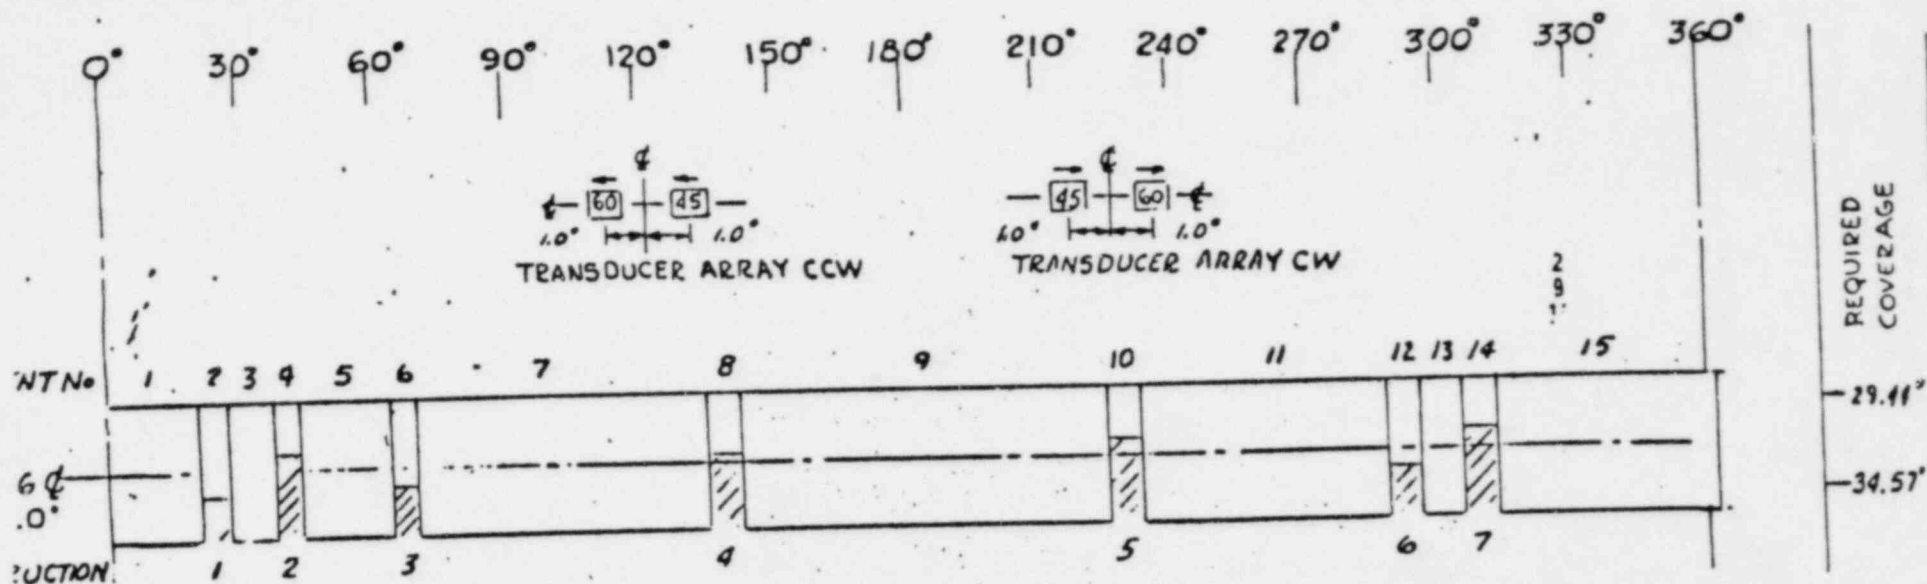 0° 30° 60° 90° 120° 150° 180° 210° 240° 270° 300° 330° 360°
℄ ℄
60 45 45 60
1.0° 1.0° 1.0° 1.0°
TRANSDUCER ARRAY CCW TRANSDUCER ARRAY CW
REQUIRED
COVERAGE
NT No 1 2 3 4 5 6 7 8 9 10 11 12 13 14 15
6 ℄
.0°
34.57"
UCTION 1 2 3 4 5 6 7